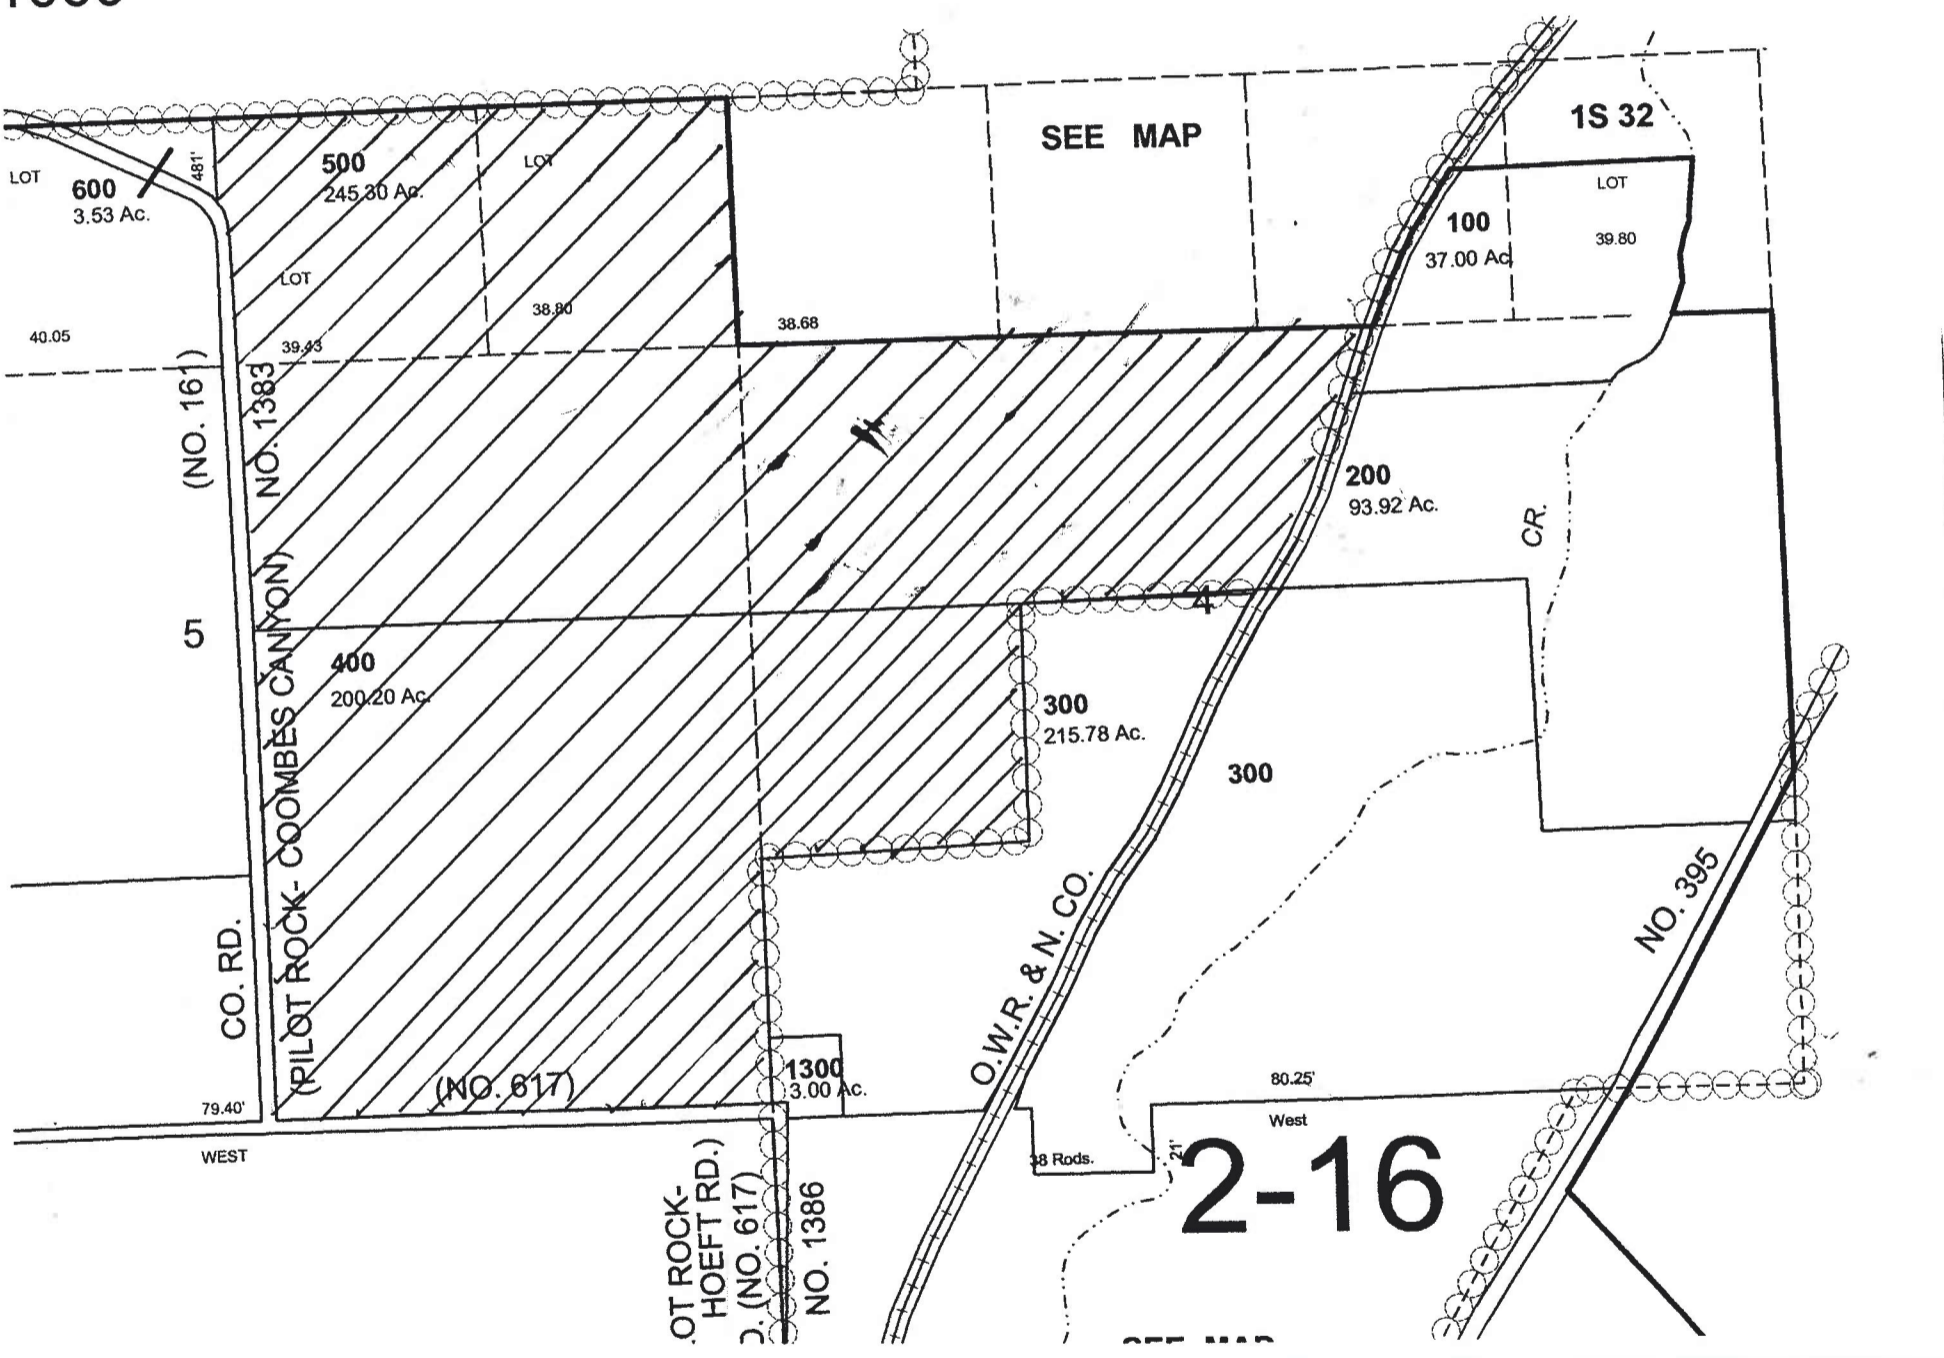 SEE MAP
1S 32
LOT
600
3.53 Ac.
481'
500
245.30 Ac.
LOT
LOT
100
37.00 Ac.
LOT
39.80
LOT
38.80
38.68
40.05
39.43
(NO. 161)
NO. 1383
200
93.92 Ac.
CR.
4
5
400
200.20 Ac.
300
215.78 Ac.
300
(PILOT ROCK- COOMBES CANYON)
CO. RD.
O.W.R. & N. CO.
NO. 395
1300
3.00 Ac.
(NO. 617)
79.40'
WEST
80.25'
West
38 Rods.
21'
2-16
OT ROCK-
HOEFT RD.)
(NO. 617)
NO. 1386
SEE MAP